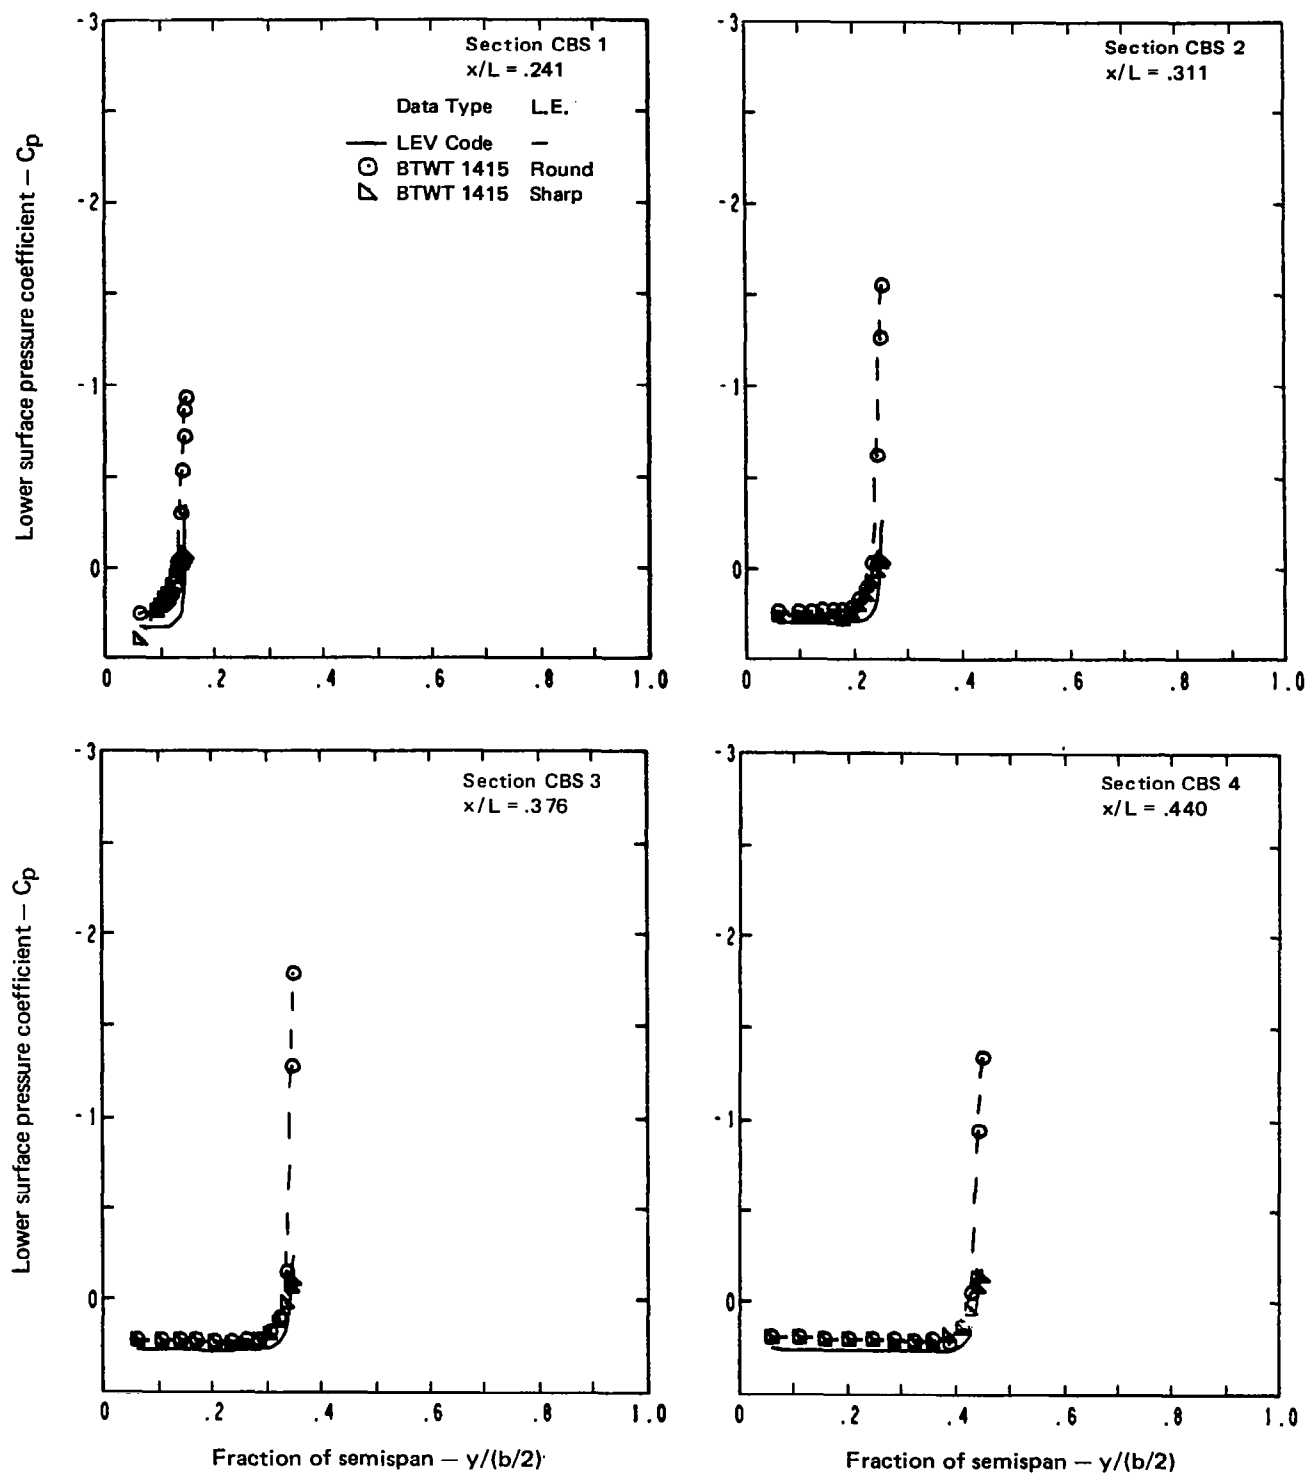 -3
Section CBS 1
x/L = .241
Data Type L.E.
LEV Code —
BTWT 1415 Round
BTWT 1415 Sharp
-2
-1
0
Lower surface pressure coefficient — Cp
0 .2 .4 .6 .8 1.0
-3
Section CBS 2
x/L = .311
-2
-1
0
0 .2 .4 .6 .8 1.0
-3
Section CBS 3
x/L = .376
-2
-1
0
Lower surface pressure coefficient — Cp
0 .2 .4 .6 .8 1.0
Fraction of semispan — y/(b/2)
-3
Section CBS 4
x/L = .440
-2
-1
0
0 .2 .4 .6 .8 1.0
Fraction of semispan — y/(b/2)